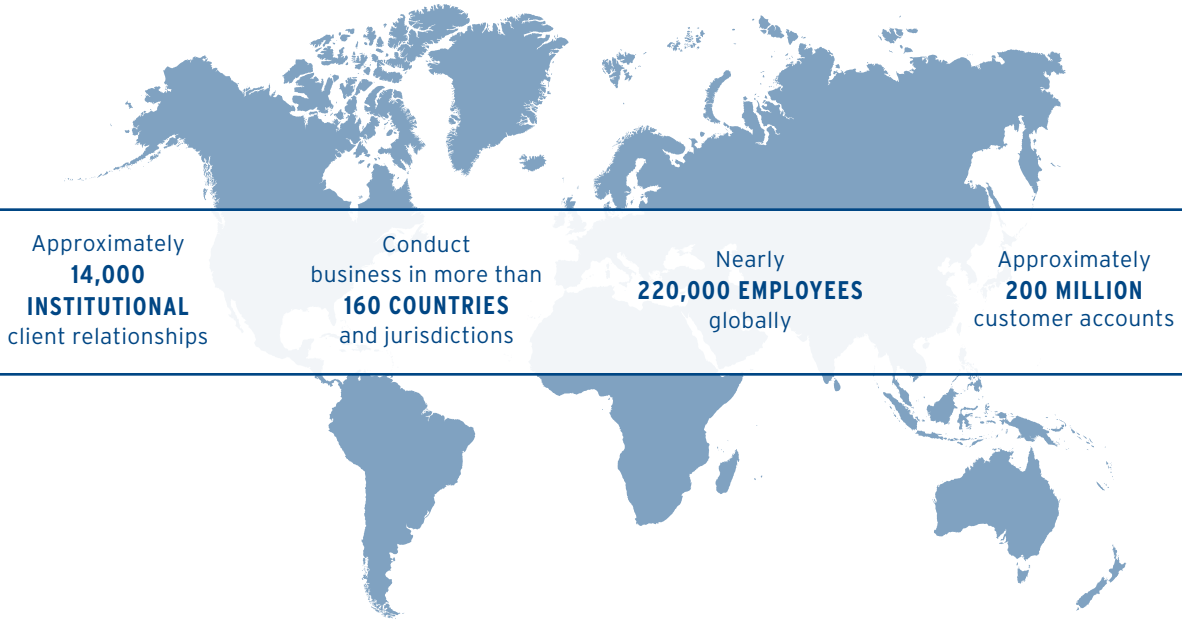 Approximately
14,000
INSTITUTIONAL
client relationships
Conduct
business in more than
160 COUNTRIES
and jurisdictions
Nearly
220,000 EMPLOYEES
globally
Approximately
200 MILLION
customer accounts